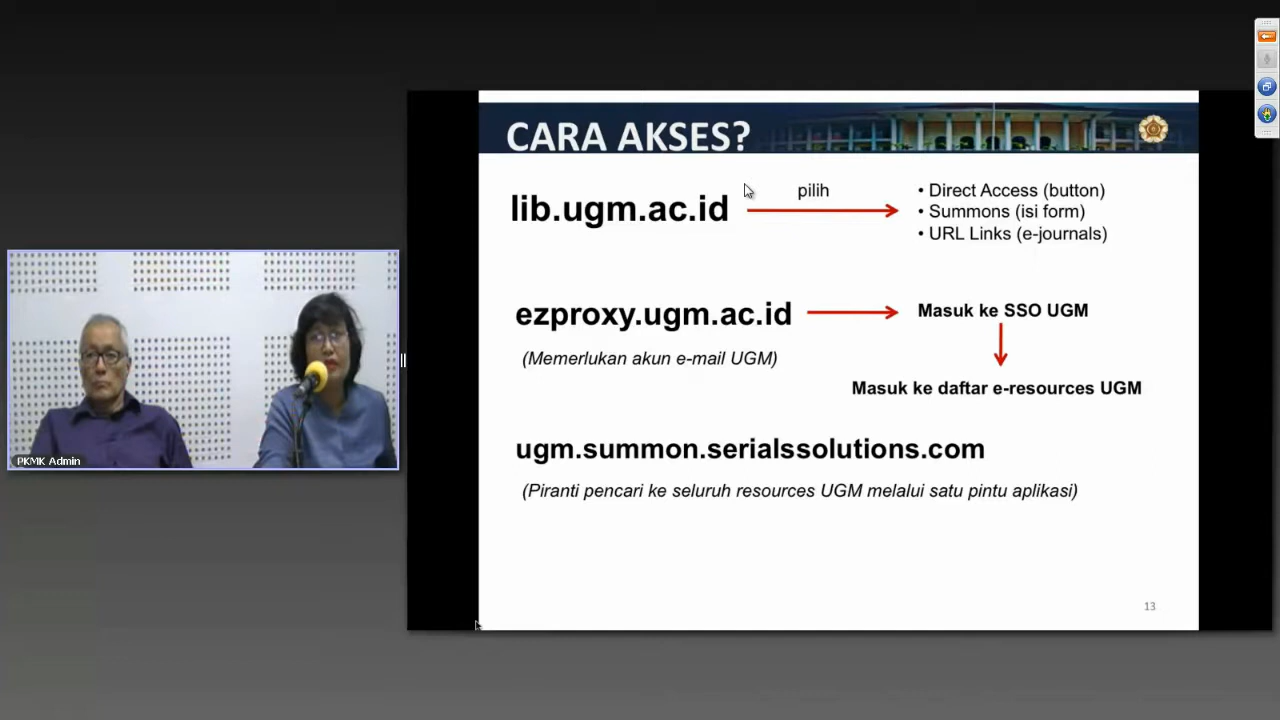 CARA AKSES?
lib.ugm.ac.id
pilih
• Direct Access (button)
• Summons (isi form)
• URL Links (e-journals)
ezproxy.ugm.ac.id
Masuk ke SSO UGM
(Memerlukan akun e-mail UGM)
Masuk ke daftar e-resources UGM
ugm.summon.serialssolutions.com
(Piranti pencari ke seluruh resources UGM melalui satu pintu aplikasi)
13
PKMK Admin